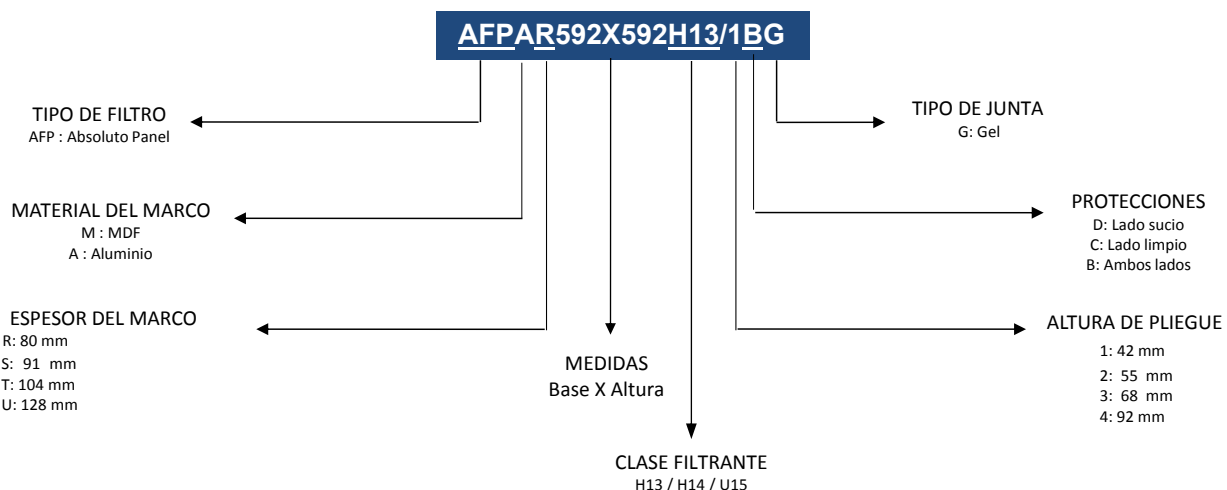 AFPAR592X592H13/1BG
TIPO DE FILTRO
AFP : Absoluto Panel
TIPO DE JUNTA
G: Gel
MATERIAL DEL MARCO
M : MDF
A : Aluminio
PROTECCIONES
D: Lado sucio
C: Lado limpio
B: Ambos lados
ESPESOR DEL MARCO
R: 80 mm
S: 91 mm
T: 104 mm
U: 128 mm
MEDIDAS
Base X Altura
ALTURA DE PLIEGUE
1: 42 mm
2: 55 mm
3: 68 mm
4: 92 mm
CLASE FILTRANTE
H13 / H14 / U15